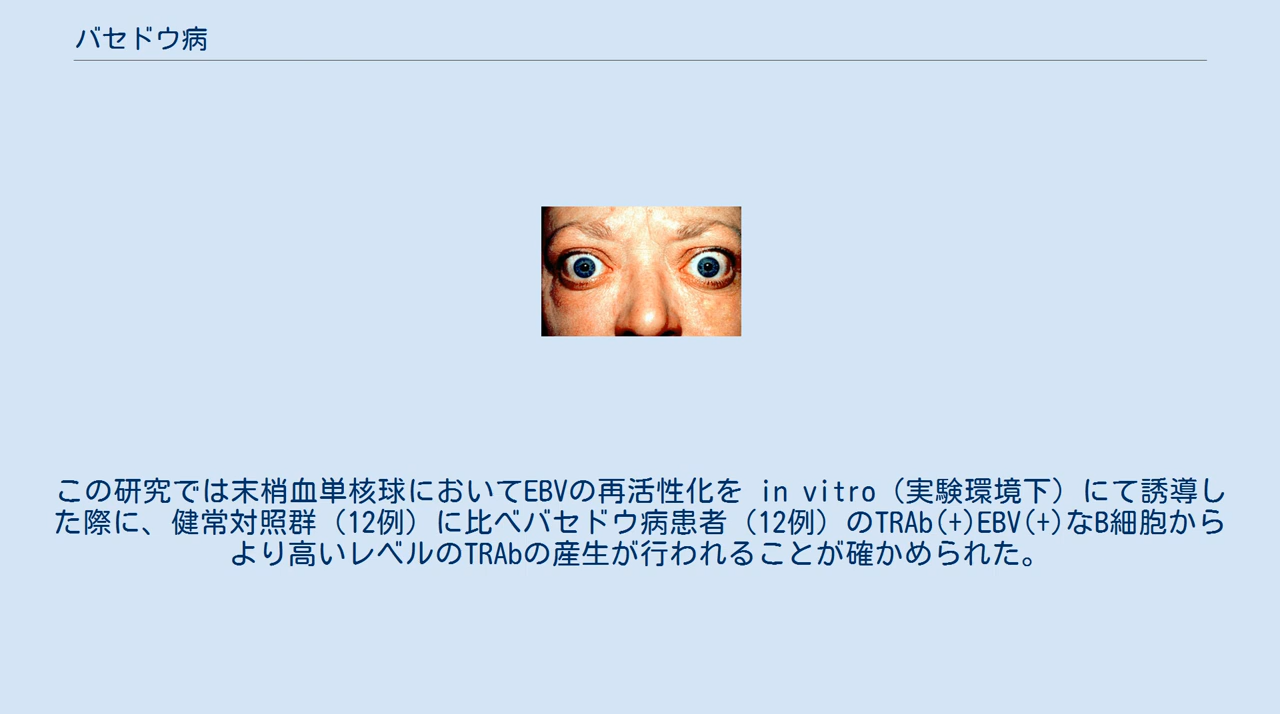 バセドウ病
この研究では末梢血単核球においてEBVの再活性化を in vitro（実験環境下）にて誘導し
た際に、健常対照群（12例）に比べバセドウ病患者（12例）のTRAb(+)EBV(+)なB細胞から
より高いレベルのTRAbの産生が行われることが確かめられた。